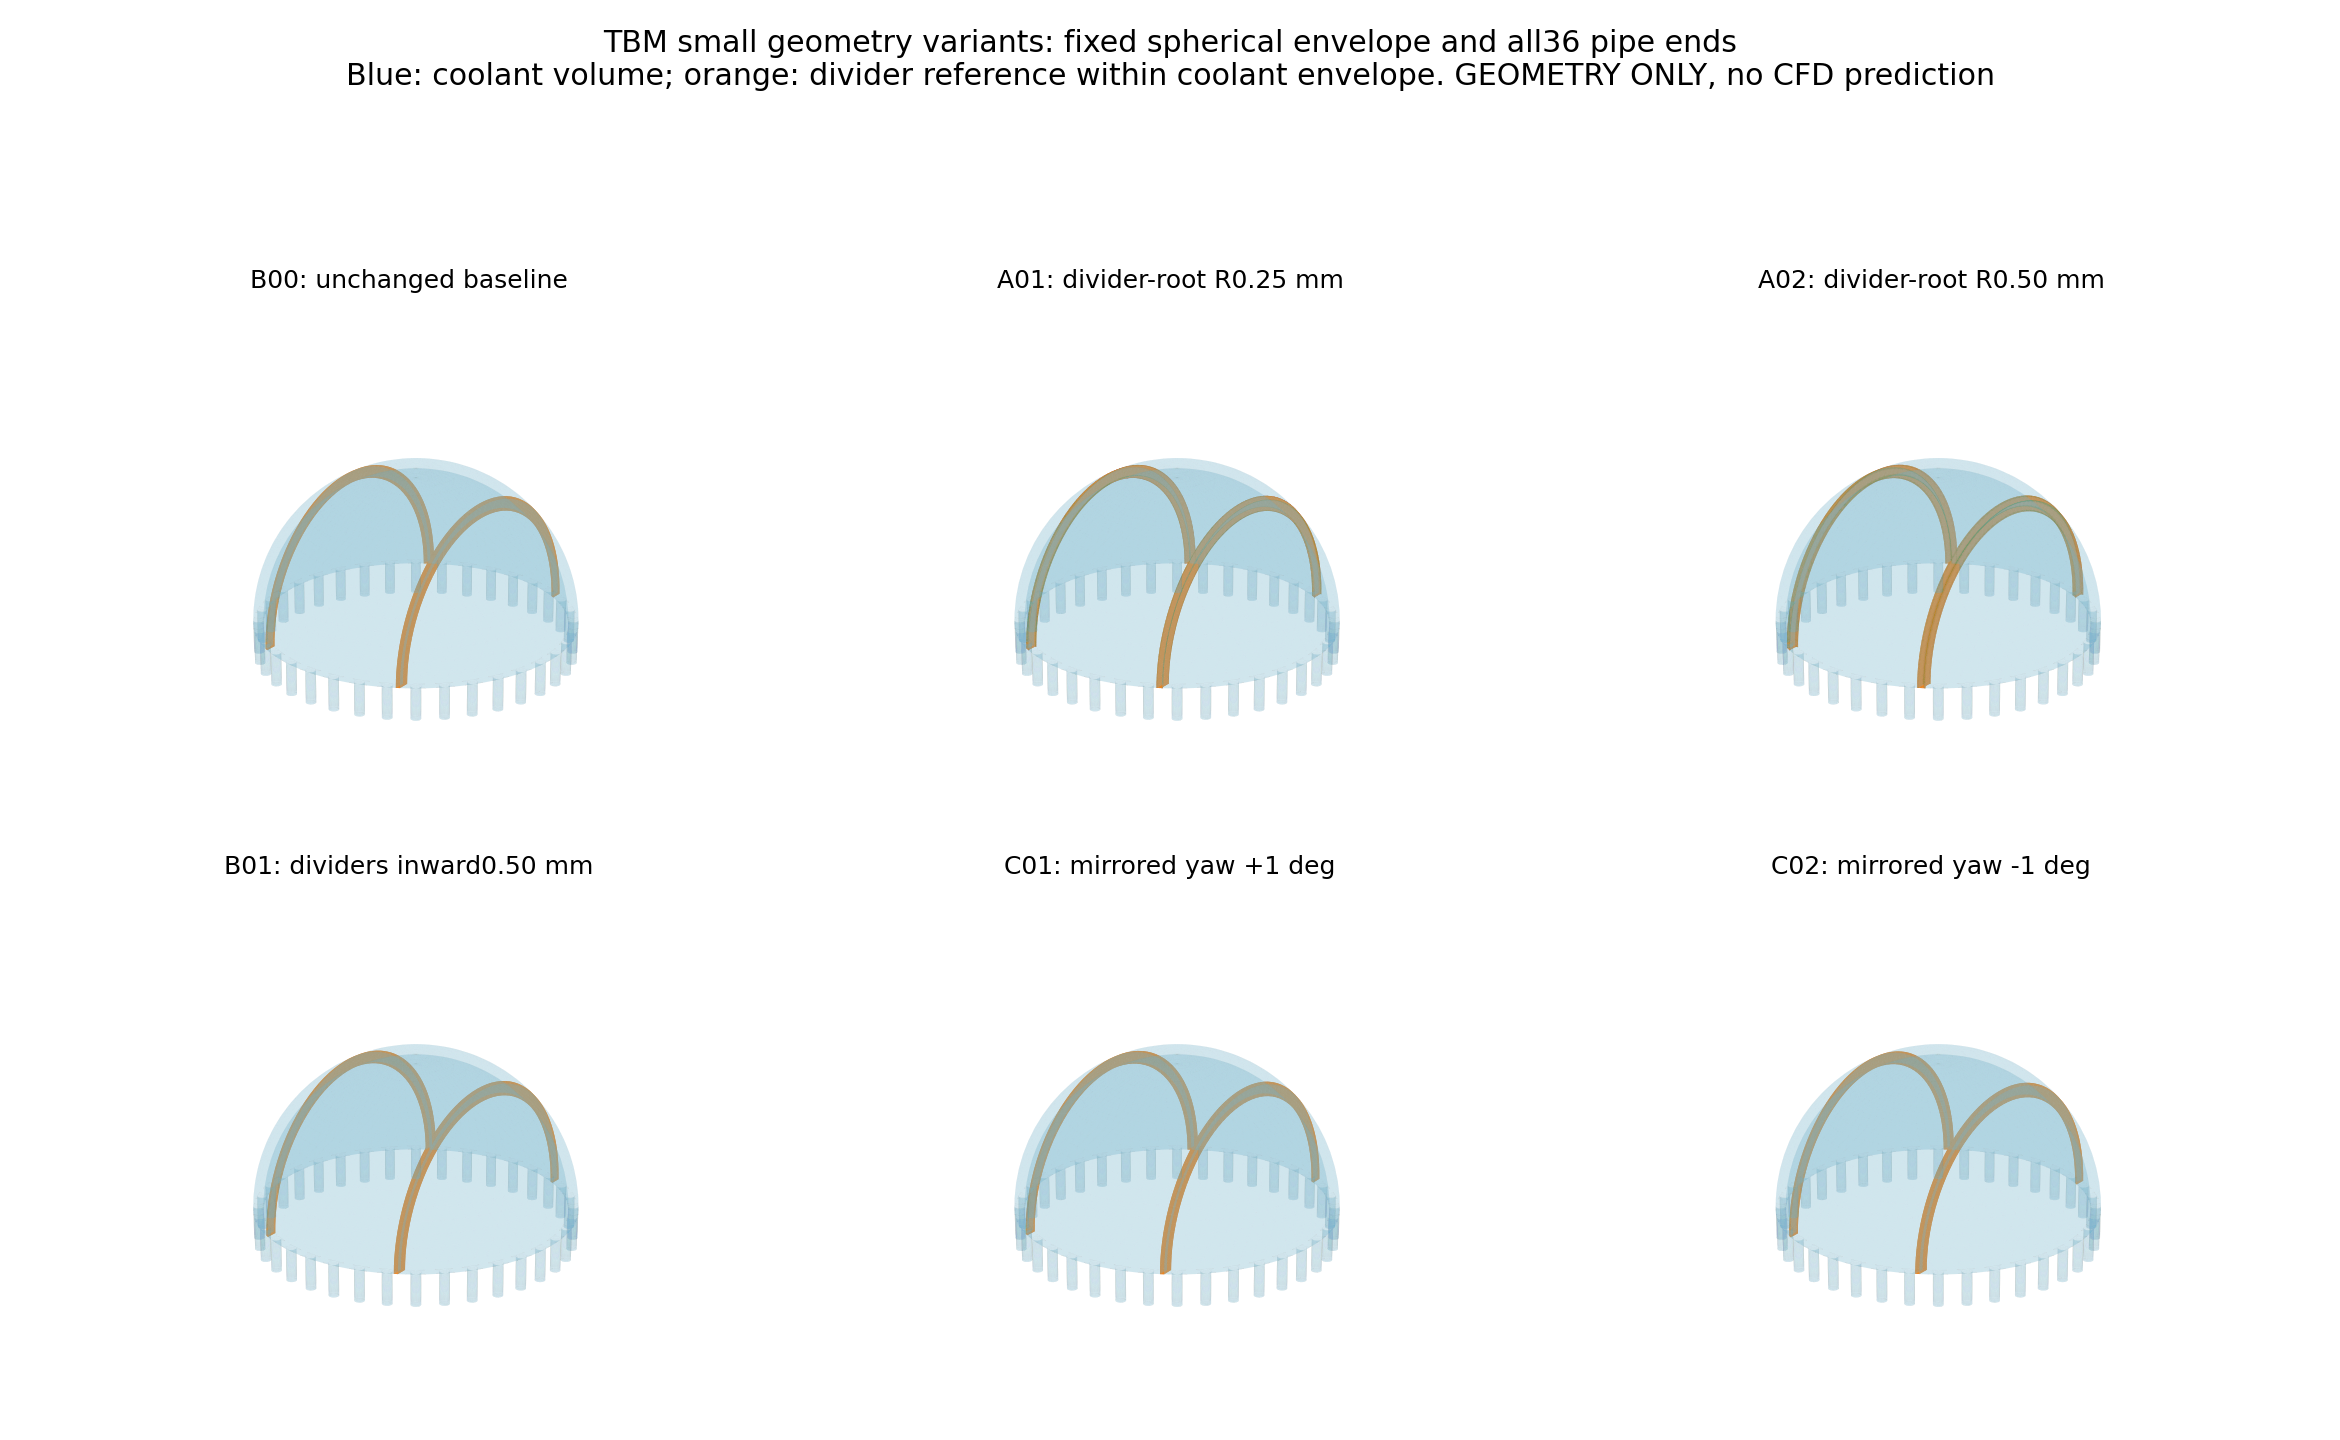 TBM small geometry variants: fixed spherical envelope and all36 pipe ends
Blue: coolant volume; orange: divider reference within coolant envelope. GEOMETRY ONLY, no CFD prediction
B00: unchanged baseline
A01: divider-root R0.25 mm
A02: divider-root R0.50 mm
B01: dividers inward0.50 mm
C01: mirrored yaw +1 deg
C02: mirrored yaw -1 deg